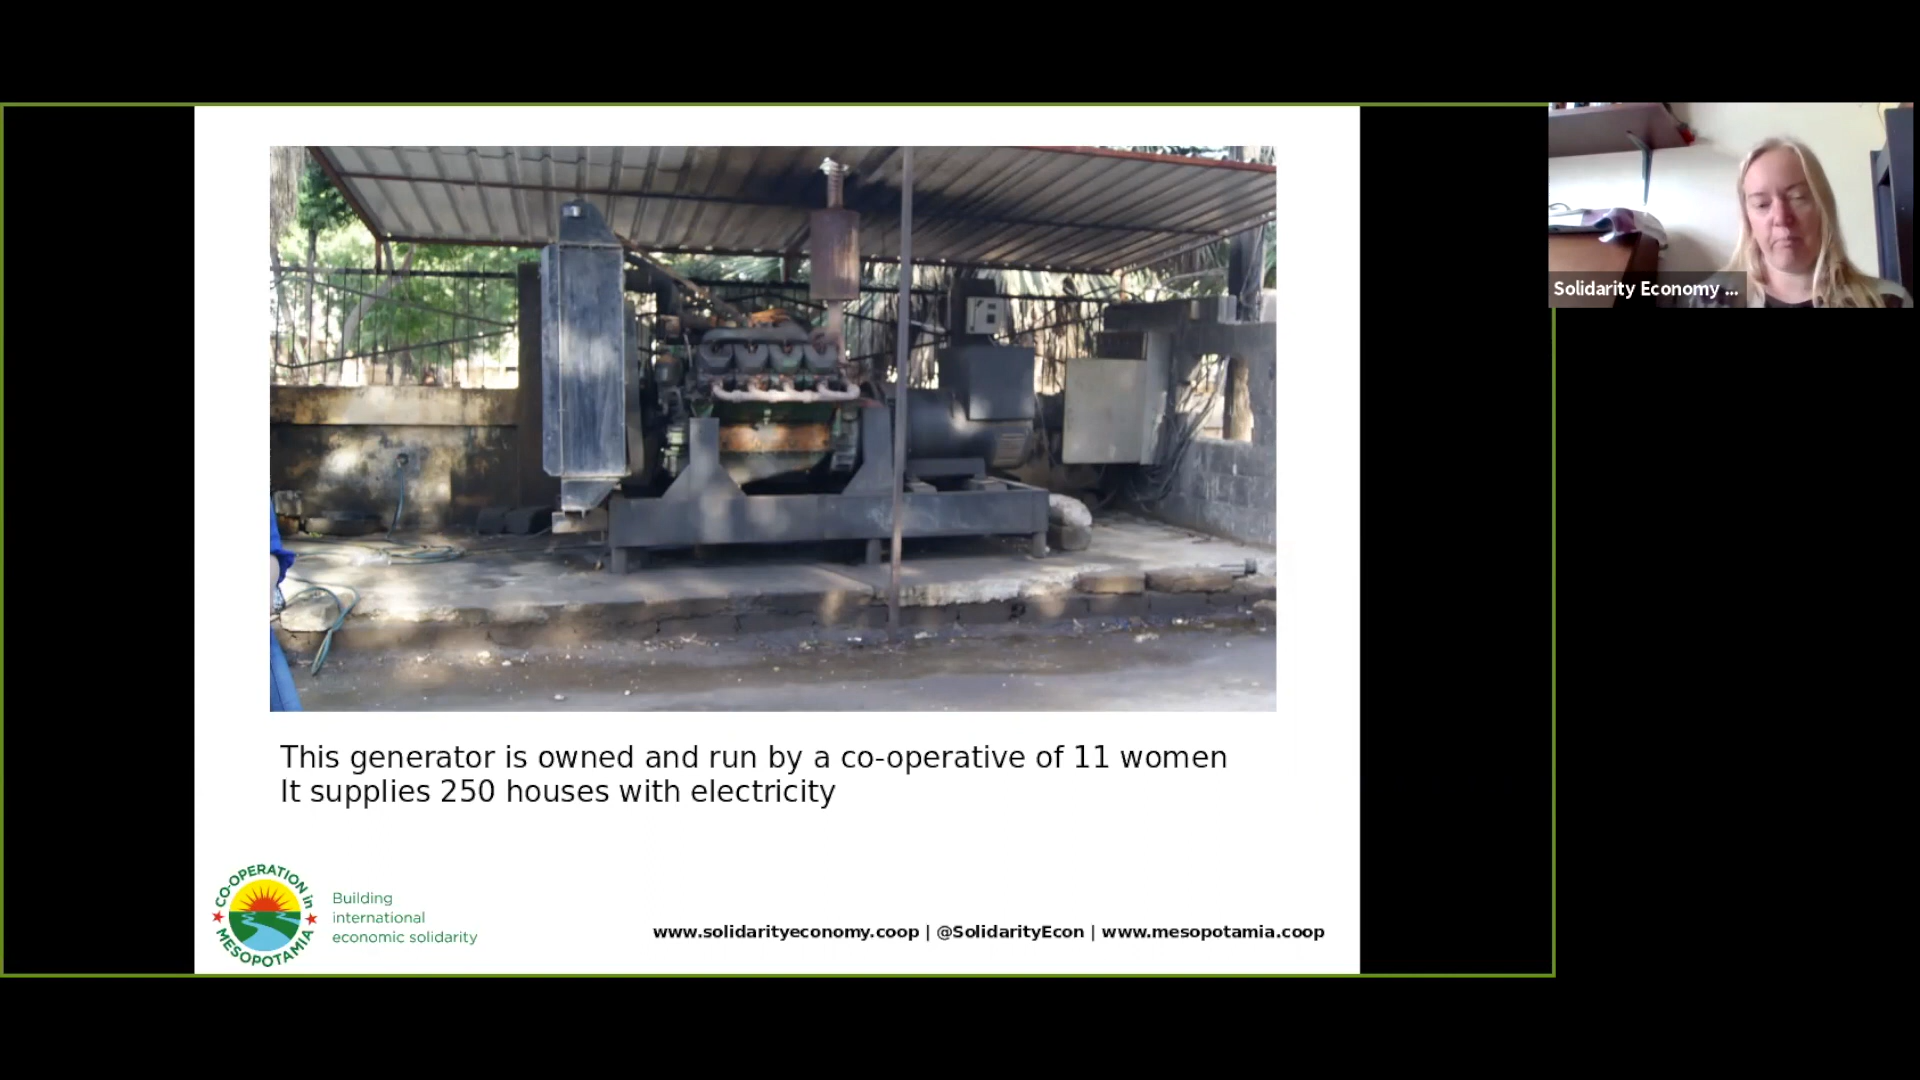 Solidarity Economy ...
This generator is owned and run by a co-operative of 11 women
It supplies 250 houses with electricity
CO-OPERATION in
MESOPOTAMIA
Building
international
economic solidarity
www.solidarityeconomy.coop | @SolidarityEcon | www.mesopotamia.coop